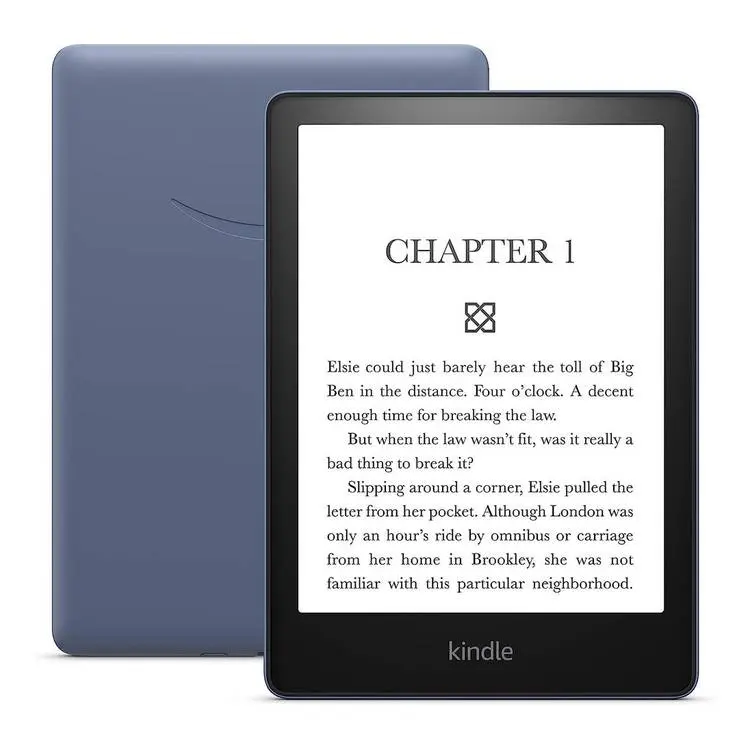 CHAPTER 1
Elsie could just barely hear the toll of Big
Ben in the distance. Four o’clock. A decent
enough time for breaking the law.
But when the law wasn’t fit, was it really a
bad thing to break it?
Slipping around a corner, Elsie pulled the
letter from her pocket. Although London was
only an hour’s ride by omnibus or carriage
from her home in Brookley, she was not
familiar with this particular neighborhood.
kindle